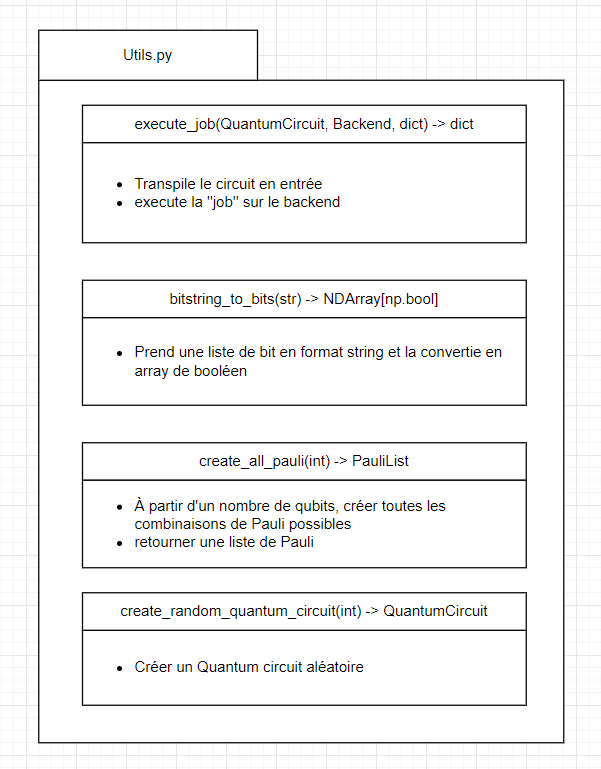 Utils.py
execute_job(QuantumCircuit, Backend, dict) -> dict
• Transpile le circuit en entrée
• execute la "job" sur le backend
bitstring_to_bits(str) -> NDArray[np.bool]
• Prend une liste de bit en format string et la convertie en
array de booléen
create_all_pauli(int) -> PauliList
• À partir d'un nombre de qubits, créer toutes les
combinaisons de Pauli possibles
• retourner une liste de Pauli
create_random_quantum_circuit(int) -> QuantumCircuit
• Créer un Quantum circuit aléatoire